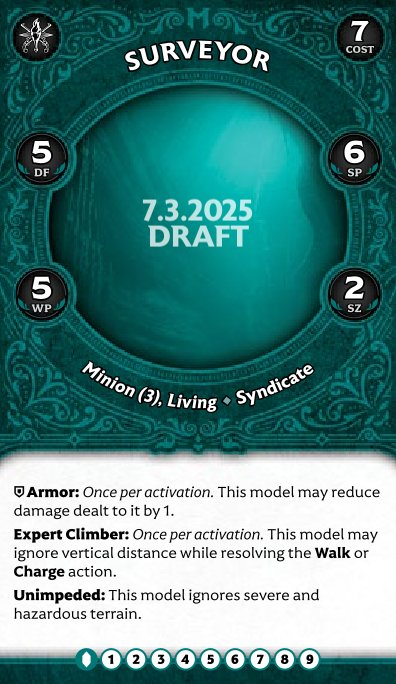 7
COST
SURVEYOR
5
DF
6
SP
7.3.2025
DRAFT
5
WP
2
SZ
Minion (3), Living ◆ Syndicate
Armor: Once per activation. This model may reduce
damage dealt to it by 1.
Expert Climber: Once per activation. This model may
ignore vertical distance while resolving the Walk or
Charge action.
Unimpeded: This model ignores severe and
hazardous terrain.
1 2 3 4 5 6 7 8 9